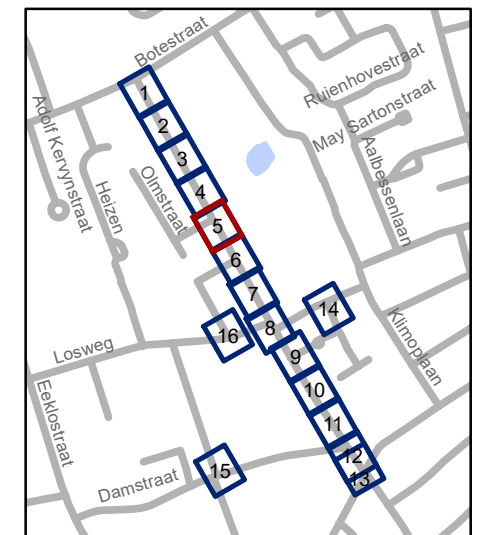 Botestraat
Ruienhovestraat
May Sartonstraat
Adolf Kervynstraat
Aalbessenlaan
Heizen
Olmstraat
1
2
3
4
5
6
7
8
14
16
9
Klimoplaan
Losweg
10
Eeklostraat
11
12
15
13
Damstraat